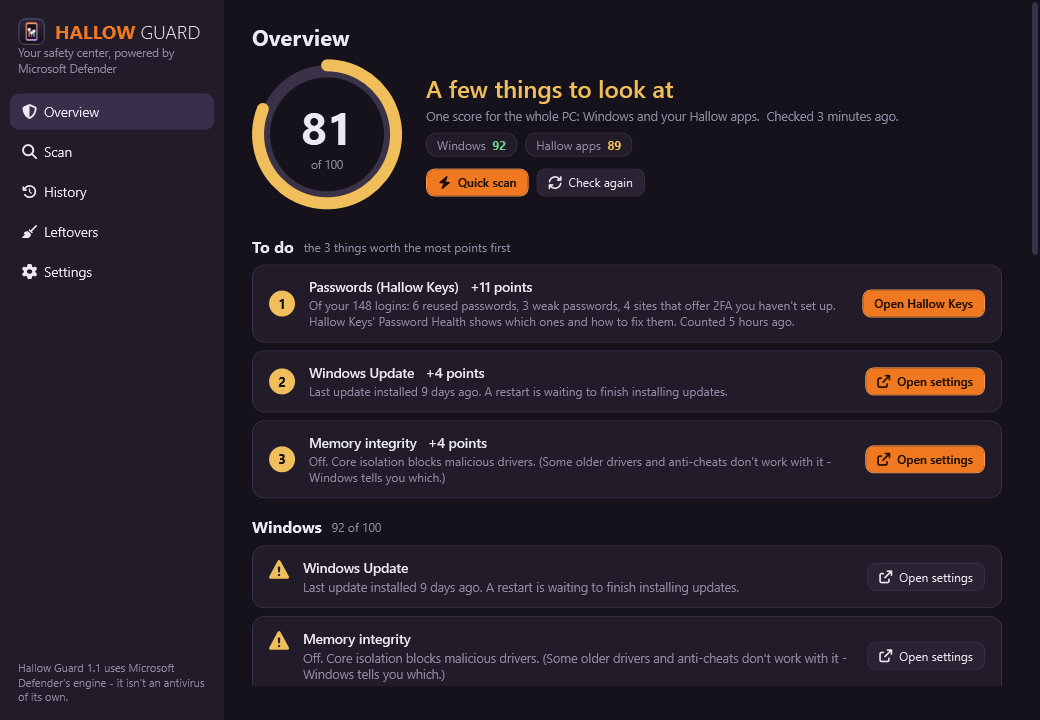 HALLOW GUARD
Your safety center, powered by
Microsoft Defender
Overview
Scan
History
Leftovers
Settings
Hallow Guard 1.1 uses Microsoft
Defender's engine - it isn't an antivirus
of its own.
Overview
81
of 100
A few things to look at
One score for the whole PC: Windows and your Hallow apps.  Checked 3 minutes ago.
Windows 92
Hallow apps 89
Quick scan
Check again
To do the 3 things worth the most points first
1
Passwords (Hallow Keys) +11 points
Of your 148 logins: 6 reused passwords, 3 weak passwords, 4 sites that offer 2FA you haven't set up.
Hallow Keys' Password Health shows which ones and how to fix them. Counted 5 hours ago.
Open Hallow Keys
2
Windows Update +4 points
Last update installed 9 days ago. A restart is waiting to finish installing updates.
Open settings
3
Memory integrity +4 points
Off. Core isolation blocks malicious drivers. (Some older drivers and anti-cheats don't work with it -
Windows tells you which.)
Open settings
Windows 92 of 100
Windows Update
Last update installed 9 days ago. A restart is waiting to finish installing updates.
Open settings
Memory integrity
Off. Core isolation blocks malicious drivers. (Some older drivers and anti-cheats don't work with it -
Windows tells you which.)
Open settings